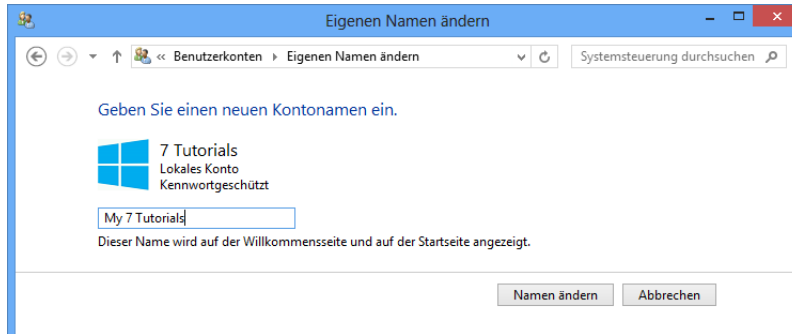 Eigenen Namen ändern
« Benutzerkonten Eigenen Namen ändern Systemsteuerung durchsuchen
Geben Sie einen neuen Kontonamen ein.
7 Tutorials
Lokales Konto
Kennwortgeschützt
My 7 Tutorials
Dieser Name wird auf der Willkommensseite und auf der Startseite angezeigt.
Namen ändern Abbrechen